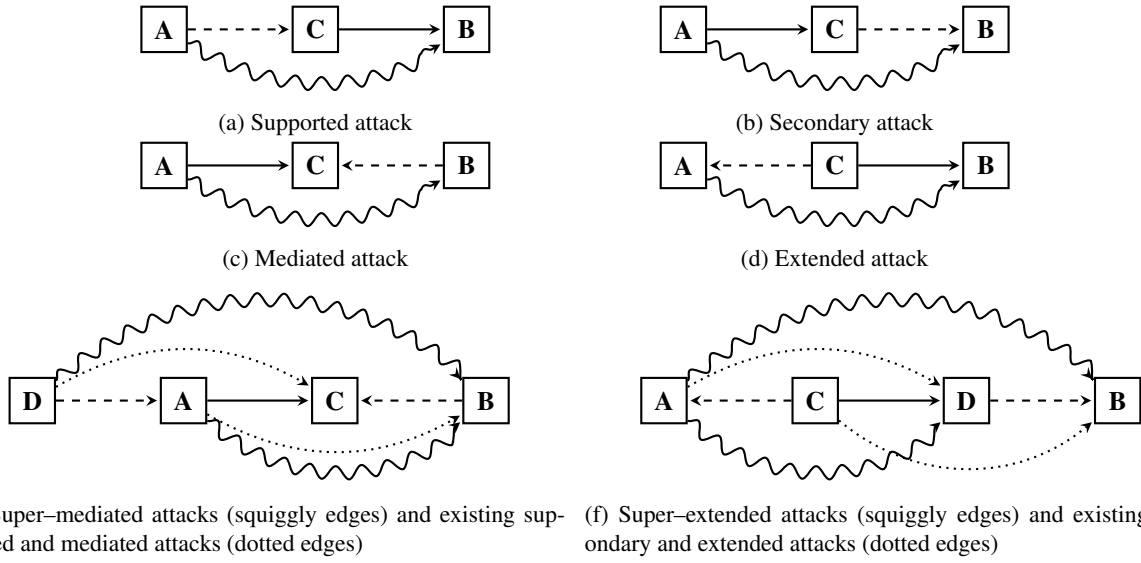 A C B A C B
(a) Supported attack (b) Secondary attack
A C B A C B
(c) Mediated attack (d) Extended attack
D A C B A C D B
uper–mediated attacks (squiggly edges) and existing sup- (f) Super–extended attacks (squiggly edges) and existing
ed and mediated attacks (dotted edges) ondary and extended attacks (dotted edges)